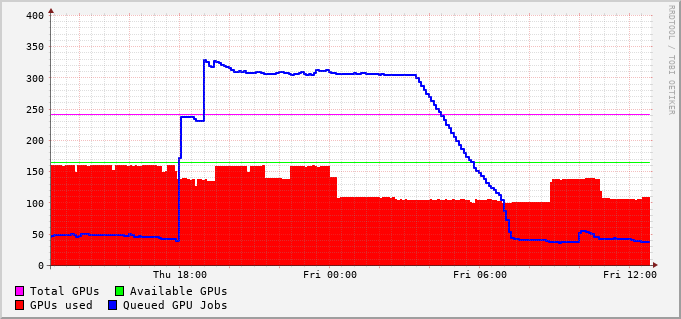 400
350
300
250
200
150
100
50
0
Thu 18:00 Fri 00:00 Fri 06:00 Fri 12:00
Total GPUs Available GPUs
GPUs used Queued GPU Jobs
RRDTOOL / TOBI OETIKER